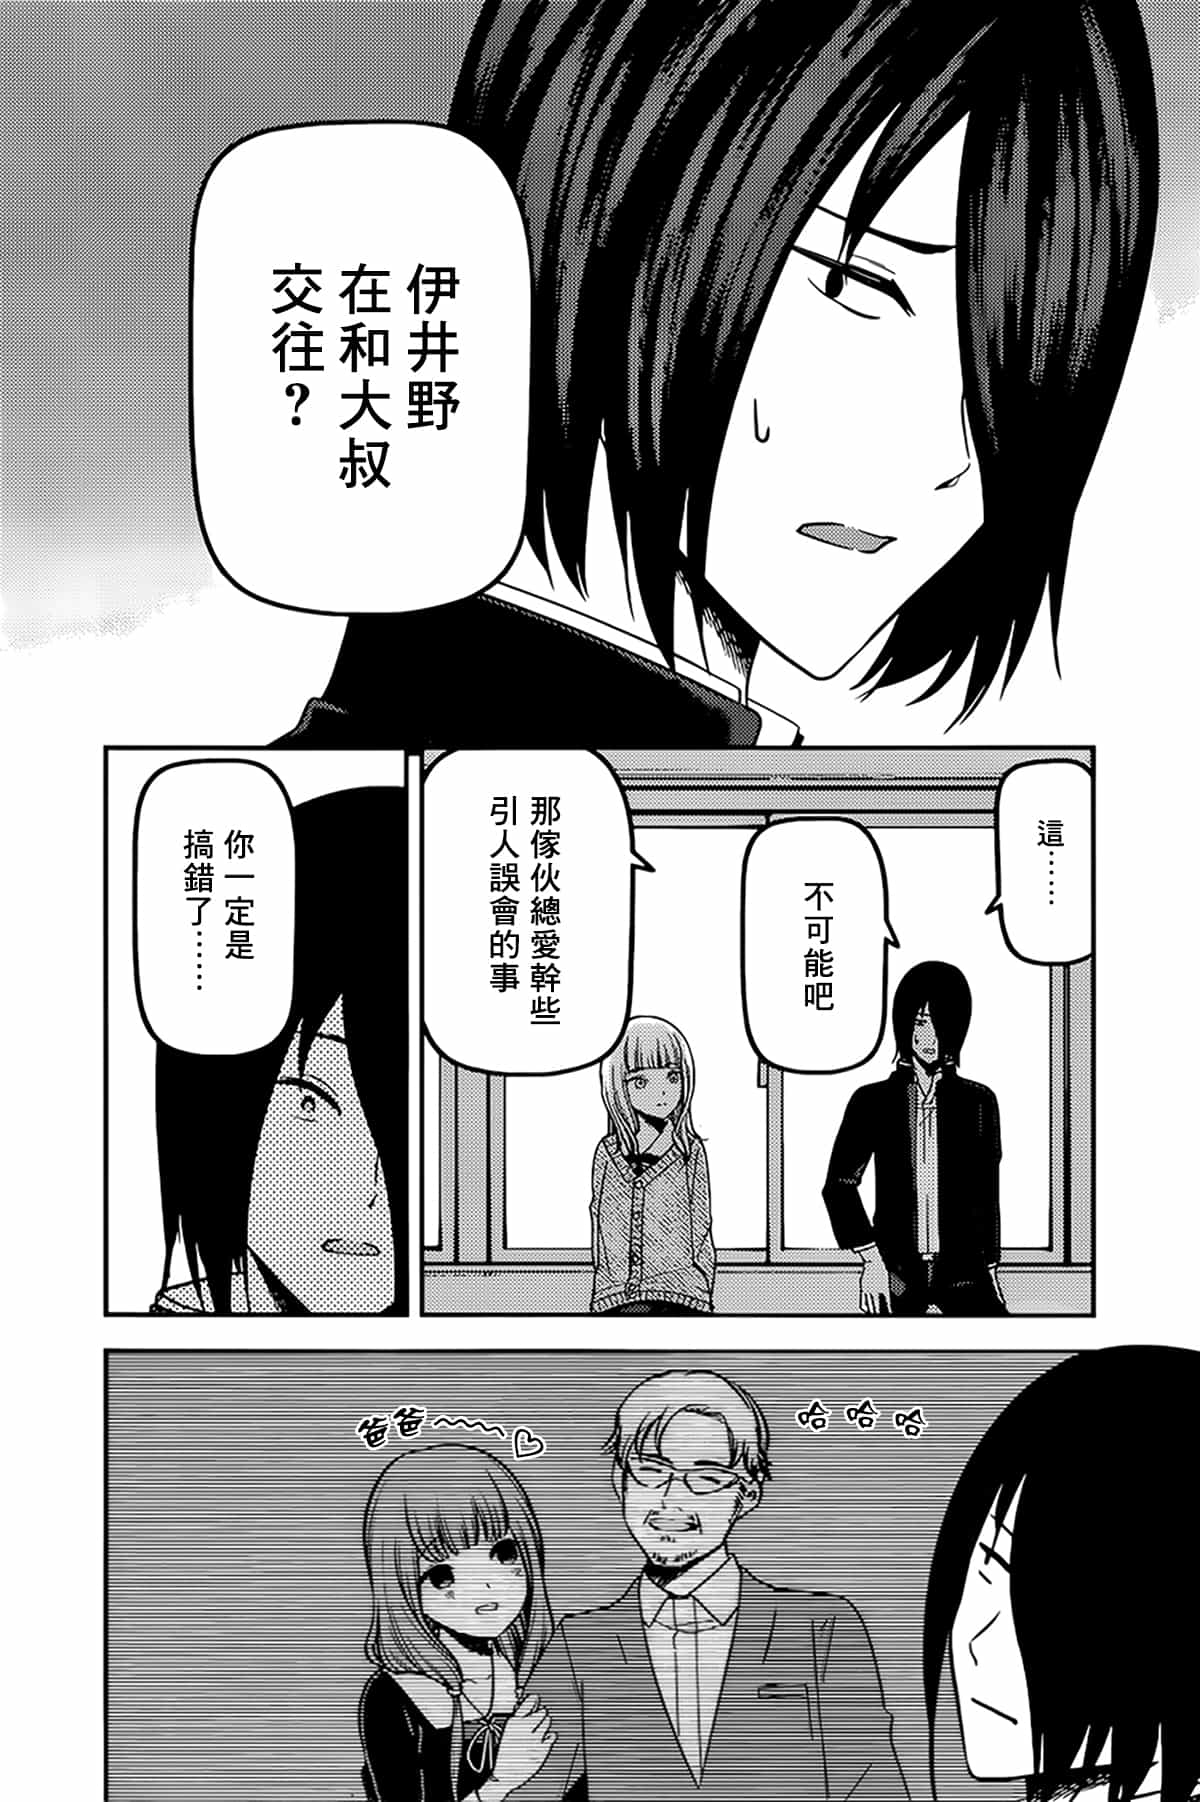 伊井野
在和大叔
交往？
這……
不可能吧
那傢伙總愛幹些
引人誤會的事
你一定是
搞錯了……
哈哈哈
爸爸～～♡